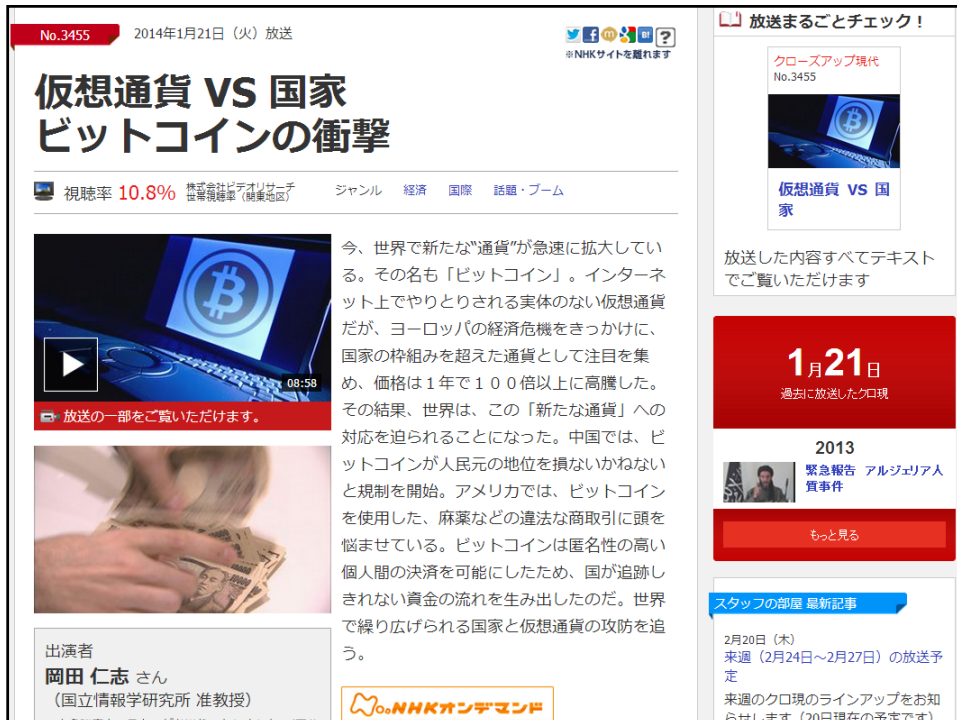 No.3455
2014年1月21日（火）放送
※NHKサイトを離れます
仮想通貨 VS 国家
ビットコインの衝撃
視聴率 10.8% 株式会社ビデオリサーチ
世帯視聴率（関東地区）
ジャンル 経済 国際 話題・ブーム
08:58
放送の一部をご覧いただけます。
今、世界で新たな“通貨”が急速に拡大してい
る。その名も「ビットコイン」。インターネ
ット上でやりとりされる実体のない仮想通貨
だが、ヨーロッパの経済危機をきっかけに、
国家の枠組みを超えた通貨として注目を集
め、価格は１年で１００倍以上に高騰した。
その結果、世界は、この「新たな通貨」への
対応を迫られることになった。中国では、ビ
ットコインが人民元の地位を損ないかねない
と規制を開始。アメリカでは、ビットコイン
を使用した、麻薬などの違法な商取引に頭を
悩ませている。ビットコインは匿名性の高い
個人間の決済を可能にしたため、国が追跡し
きれない資金の流れを生み出したのだ。世界
で繰り広げられる国家と仮想通貨の攻防を追
う。
出演者
岡田 仁志 さん
（国立情報学研究所 准教授）
NHKオンデマンド
放送まるごとチェック！
クローズアップ現代
No.3455
仮想通貨 VS 国
家
放送した内容すべてテキスト
でご覧いただけます
1月21日
過去に放送したクロ現
2013
緊急報告 アルジェリア人
質事件
もっと見る
スタッフの部屋 最新記事
2月20日（木）
来週（2月24日～2月27日）の放送予
定
来週のクロ現のラインアップをお知
らせします（20日現在の予定です）